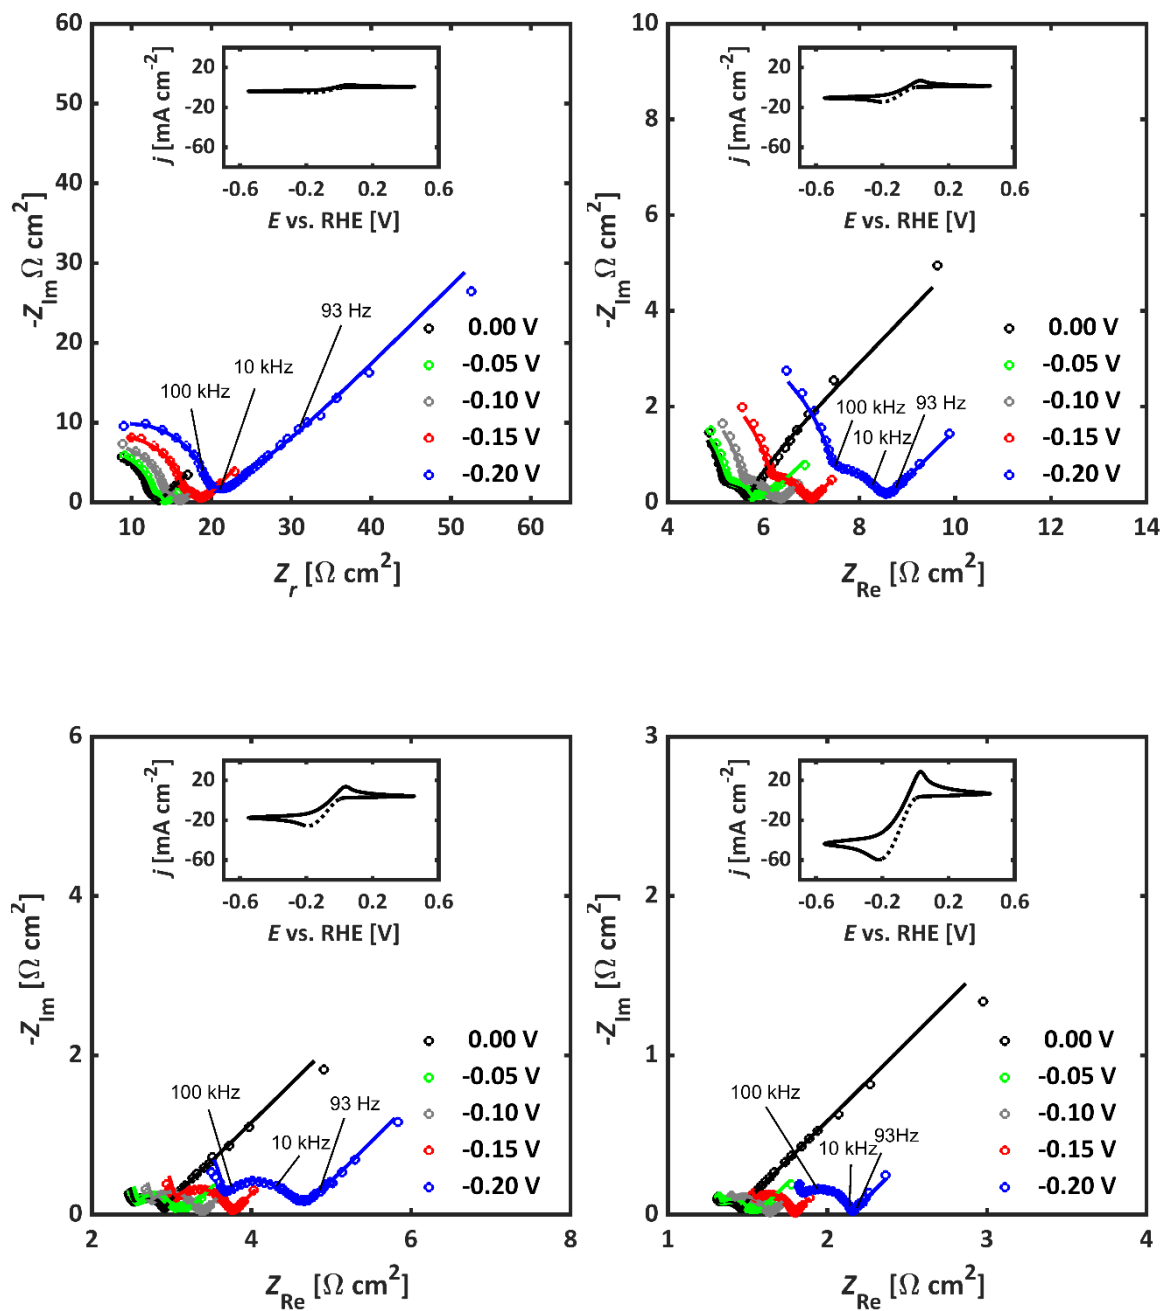 60
50
40
30
20
10
0
-Z_Im Ω cm²
20
-20
-60
j [mA cm⁻²]
-0.6 -0.2 0.2 0.6
E vs. RHE [V]
100 kHz
10 kHz
93 Hz
0.00 V
-0.05 V
-0.10 V
-0.15 V
-0.20 V
10 20 30 40 50 60
Z_r [Ω cm²]
10
8
6
4
2
0
-Z_Im Ω cm²
20
-20
-60
j [mA cm⁻²]
-0.6 -0.2 0.2 0.6
E vs. RHE [V]
100 kHz
10 kHz
93 Hz
0.00 V
-0.05 V
-0.10 V
-0.15 V
-0.20 V
4 6 8 10 12 14
Z_Re [Ω cm²]
6
4
2
0
-Z_Im [Ω cm²]
20
-20
-60
j [mA cm⁻²]
-0.6 -0.2 0.2 0.6
E vs. RHE [V]
100 kHz
10 kHz
93 Hz
0.00 V
-0.05 V
-0.10 V
-0.15 V
-0.20 V
2 4 6 8
Z_Re [Ω cm²]
3
2
1
0
-Z_Im [Ω cm²]
20
-20
-60
j [mA cm⁻²]
-0.6 -0.2 0.2 0.6
E vs. RHE [V]
100 kHz
10 kHz
93Hz
0.00 V
-0.05 V
-0.10 V
-0.15 V
-0.20 V
1 2 3 4
Z_Re [Ω cm²]